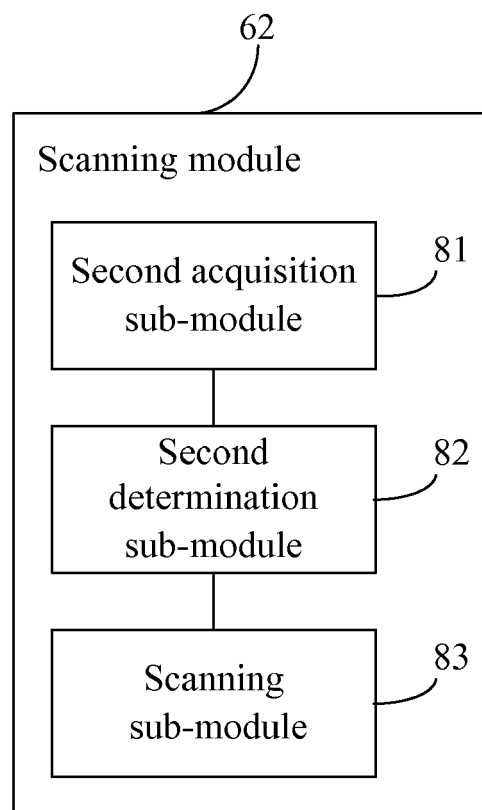 62
Scanning module
Second acquisition
sub-module
81
Second
determination
sub-module
82
Scanning
sub-module
83